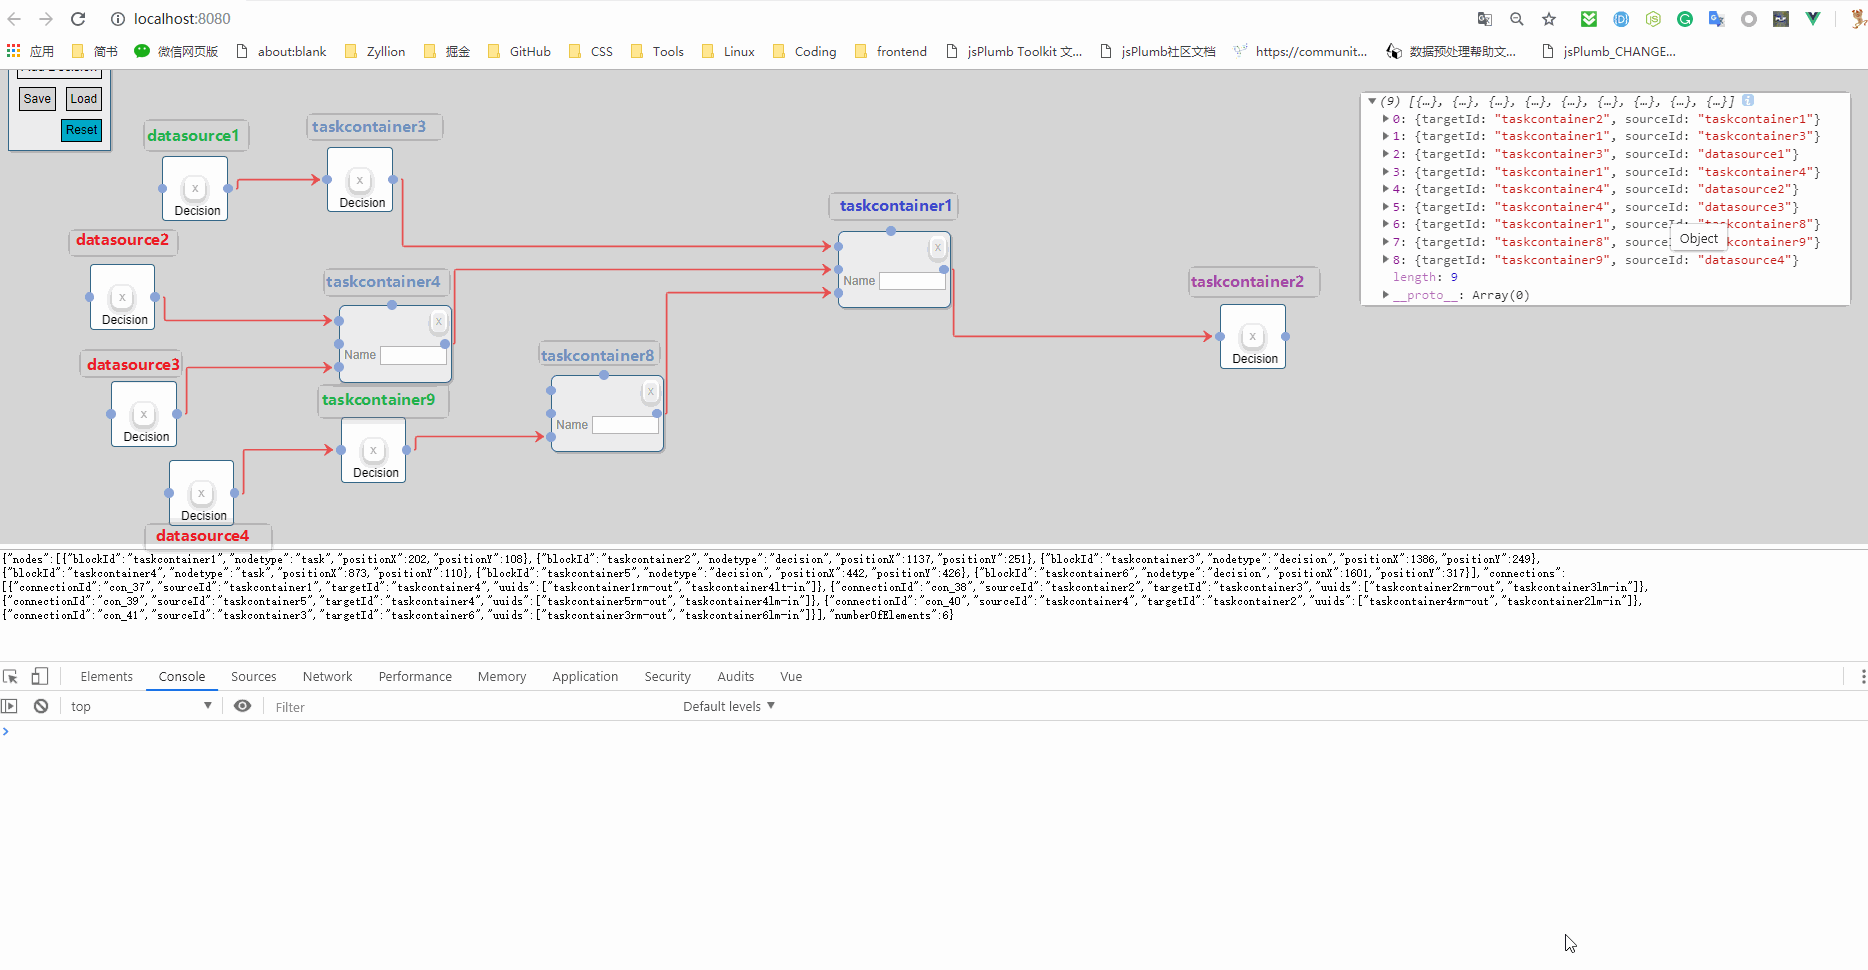 localhost:8080
应用 简书 微信网页版 about:blank Zyllion 掘金 GitHub CSS Tools Linux Coding frontend jsPlumb Toolkit 文... jsPlumb社区文档 https://communit... 数据预处理帮助文... jsPlumb_CHANGE...
Save Load
Reset
datasource1
x
Decision
taskcontainer3
x
Decision
datasource2
x
Decision
taskcontainer4
x
Name
datasource3
x
Decision
taskcontainer9
x
Decision
datasource4
x
Decision
taskcontainer8
x
Name
taskcontainer1
x
Name
taskcontainer2
x
Decision
(9) [{…}, {…}, {…}, {…}, {…}, {…}, {…}, {…}, {…}] i
0: {targetId: "taskcontainer2", sourceId: "taskcontainer1"}
1: {targetId: "taskcontainer1", sourceId: "taskcontainer3"}
2: {targetId: "taskcontainer3", sourceId: "datasource1"}
3: {targetId: "taskcontainer1", sourceId: "taskcontainer4"}
4: {targetId: "taskcontainer4", sourceId: "datasource2"}
5: {targetId: "taskcontainer4", sourceId: "datasource3"}
6: {targetId: "taskcontainer1", sourceId: "taskcontainer8"}
7: {targetId: "taskcontainer8", source kcontainer9"}
Object
8: {targetId: "taskcontainer9", sourceId: "datasource4"}
length: 9
__proto__: Array(0)
{"nodes":[{"blockId":"taskcontainer1","nodetype":"task","positionX":202,"positionY":108},{"blockId":"taskcontainer2","nodetype":"decision","positionX":1137,"positionY":251},{"blockId":"taskcontainer3","nodetype":"decision","positionX":1386,"positionY":249},
{"blockId":"taskcontainer4","nodetype":"task","positionX":873,"positionY":110},{"blockId":"taskcontainer5","nodetype":"decision","positionX":442,"positionY":426},{"blockId":"taskcontainer6","nodetype":"decision","positionX":1601,"positionY":317}],"connections":
[{"connectionId":"con_37","sourceId":"taskcontainer1","targetId":"taskcontainer4","uuids":["taskcontainer1rm-out","taskcontainer4lt-in"]},{"connectionId":"con_38","sourceId":"taskcontainer2","targetId":"taskcontainer3","uuids":["taskcontainer2rm-out","taskcontainer3lm-in"]},
{"connectionId":"con_39","sourceId":"taskcontainer5","targetId":"taskcontainer4","uuids":["taskcontainer5rm-out","taskcontainer4lm-in"]},{"connectionId":"con_40","sourceId":"taskcontainer4","targetId":"taskcontainer2","uuids":["taskcontainer4rm-out","taskcontainer2lm-in"]},
{"connectionId":"con_41","sourceId":"taskcontainer3","targetId":"taskcontainer6","uuids":["taskcontainer3rm-out","taskcontainer6lm-in"]}],"numberOfElements":6}
Elements Console Sources Network Performance Memory Application Security Audits Vue
top Filter Default levels